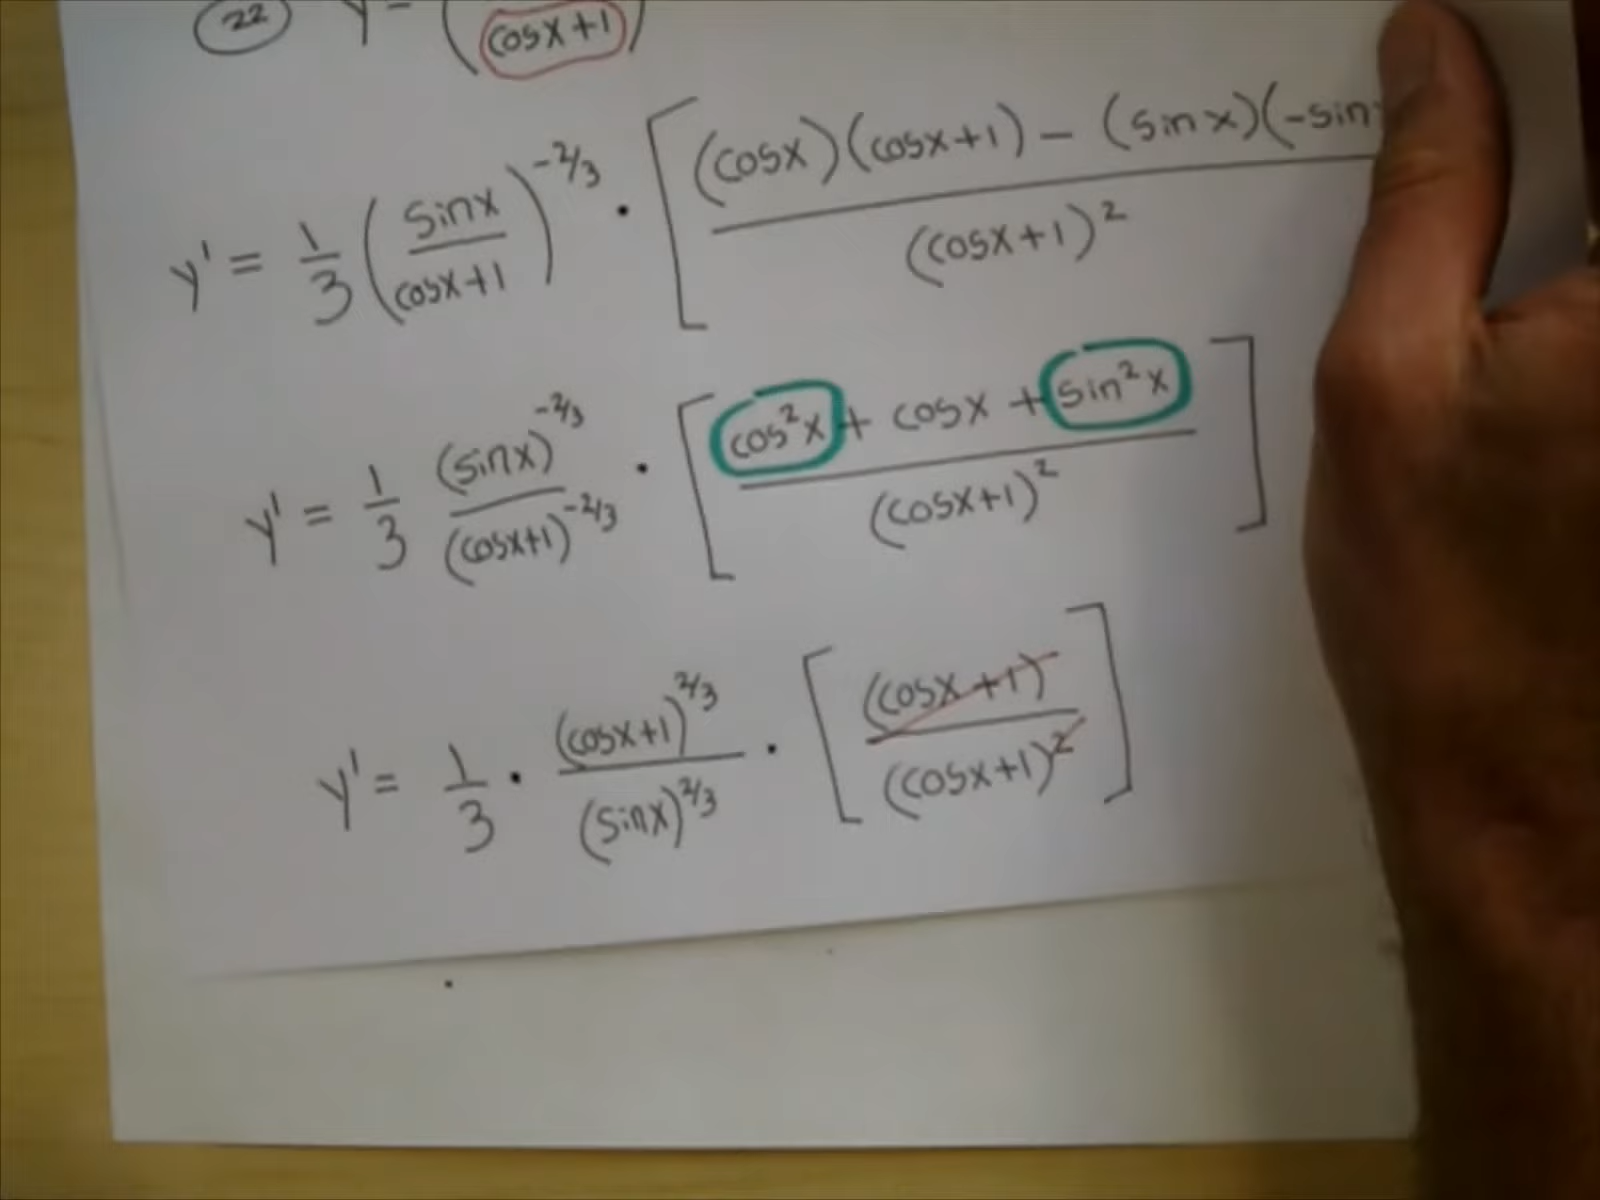 22 y = ( / cosx+1 )
y' = 1/3 (sinx / cosx+1)^-2/3 · [(cosx)(cosx+1) - (sinx)(-sin / (cosx+1)^2
y' = 1/3 (sinx)^-2/3 / (cosx+1)^-2/3 · [cos^2x + cosx + sin^2x / (cosx+1)^2]
y' = 1/3 · (cosx+1)^2/3 / (sinx)^2/3 · [(cosx+1) / (cosx+1)^2]